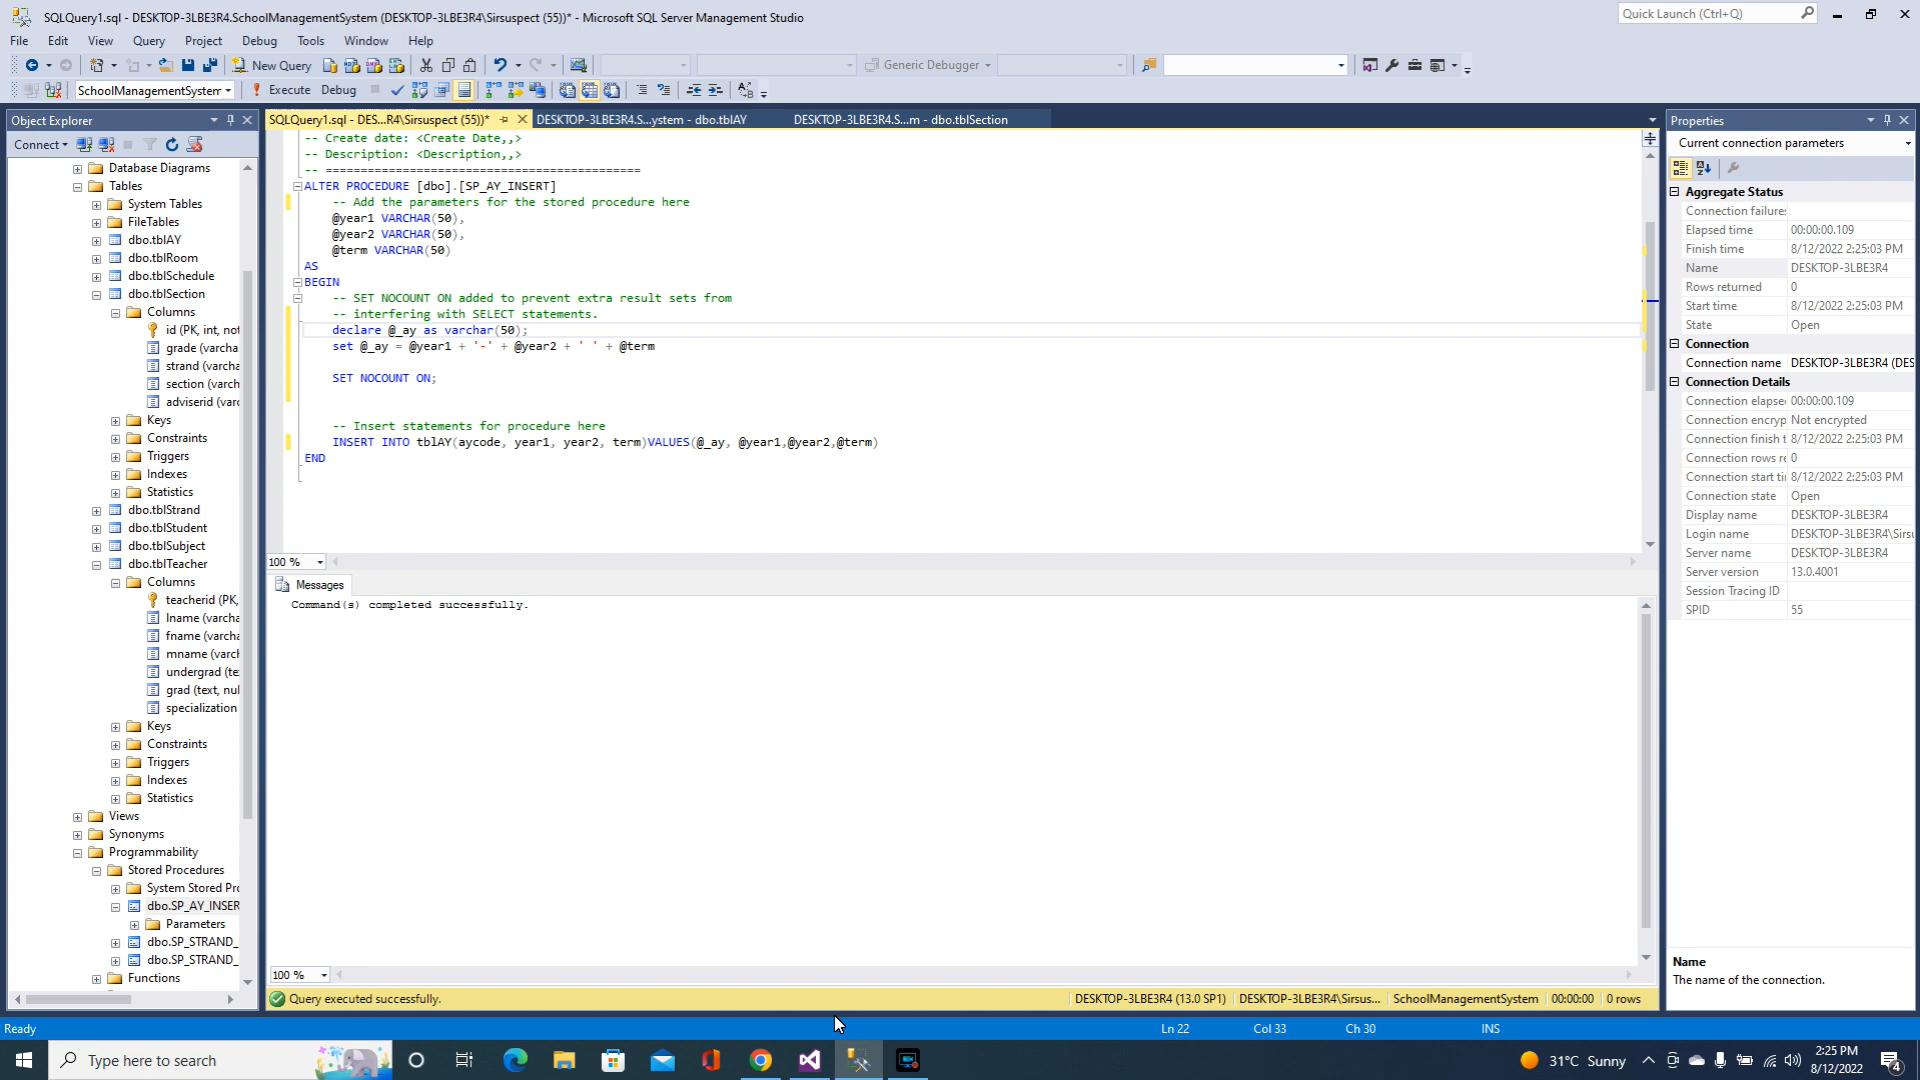 SQLQuery1.sql - DESKTOP-3LBE3R4.SchoolManagementSystem (DESKTOP-3LBE3R4\Sirsuspect (55))* - Microsoft SQL Server Management Studio
Quick Launch (Ctrl+Q)
File Edit View Query Project Debug Tools Window Help
New Query
Generic Debugger
SchoolManagementSystem
Execute Debug
Object Explorer
Connect
Database Diagrams
Tables
System Tables
FileTables
dbo.tblAY
dbo.tblRoom
dbo.tblSchedule
dbo.tblSection
Columns
id (PK, int, not
grade (varcha
strand (varcha
section (varch
adviserid (varc
Keys
Constraints
Triggers
Indexes
Statistics
dbo.tblStrand
dbo.tblStudent
dbo.tblSubject
dbo.tblTeacher
Columns
teacherid (PK,
lname (varcha
fname (varcha
mname (varch
undergrad (te
grad (text, nul
specialization
Keys
Constraints
Triggers
Indexes
Statistics
Views
Synonyms
Programmability
Stored Procedures
System Stored Pro
dbo.SP_AY_INSER
Parameters
dbo.SP_STRAND_
dbo.SP_STRAND_
Functions
SQLQuery1.sql - DES...R4\Sirsuspect (55))* DESKTOP-3LBE3R4.S...ystem - dbo.tblAY DESKTOP-3LBE3R4.S...m - dbo.tblSection
-- Create date: <Create Date,,>
-- Description: <Description,,>
-- =============================================
ALTER PROCEDURE [dbo].[SP_AY_INSERT]
-- Add the parameters for the stored procedure here
@year1 VARCHAR(50),
@year2 VARCHAR(50),
@term VARCHAR(50)
AS
BEGIN
-- SET NOCOUNT ON added to prevent extra result sets from
-- interfering with SELECT statements.
declare @_ay as varchar(50);
set @_ay = @year1 + '-' + @year2 + ' ' + @term
SET NOCOUNT ON;
-- Insert statements for procedure here
INSERT INTO tblAY(aycode, year1, year2, term)VALUES(@_ay, @year1,@year2,@term)
END
100 %
Messages
Command(s) completed successfully.
100 %
Query executed successfully. DESKTOP-3LBE3R4 (13.0 SP1) DESKTOP-3LBE3R4\Sirsus... SchoolManagementSystem 00:00:00 0 rows
Properties
Current connection parameters
Aggregate Status
Connection failures
Elapsed time 00:00:00.109
Finish time 8/12/2022 2:25:03 PM
Name DESKTOP-3LBE3R4
Rows returned 0
Start time 8/12/2022 2:25:03 PM
State Open
Connection
Connection name DESKTOP-3LBE3R4 (DES
Connection Details
Connection elapse 00:00:00.109
Connection encryp Not encrypted
Connection finish t 8/12/2022 2:25:03 PM
Connection rows re 0
Connection start ti 8/12/2022 2:25:03 PM
Connection state Open
Display name DESKTOP-3LBE3R4
Login name DESKTOP-3LBE3R4\Sirsu
Server name DESKTOP-3LBE3R4
Server version 13.0.4001
Session Tracing ID
SPID 55
Name
The name of the connection.
Ready Ln 22 Col 33 Ch 30 INS
Type here to search
31°C Sunny
2:25 PM
8/12/2022
4